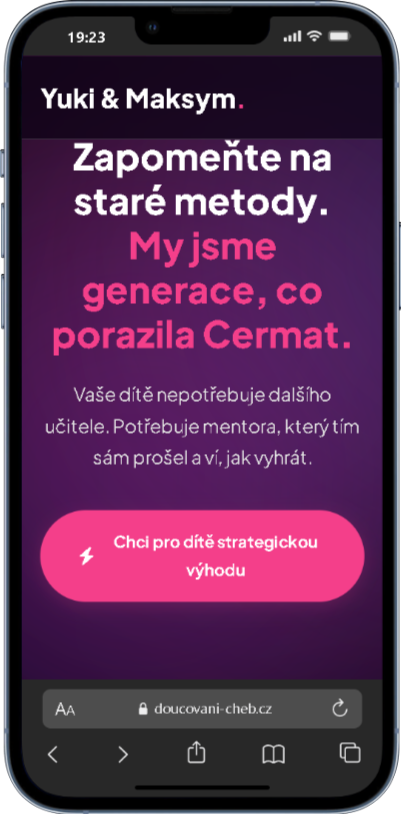 19:23
Yuki & Maksym.
Zapomeňte na
staré metody.
My jsme
generace, co
porazila Cermat.
Vaše dítě nepotřebuje dalšího
učitele. Potřebuje mentora, který tím
sám prošel a ví, jak vyhrát.
Chci pro dítě strategickou
výhodu
AA doucovani-cheb.cz